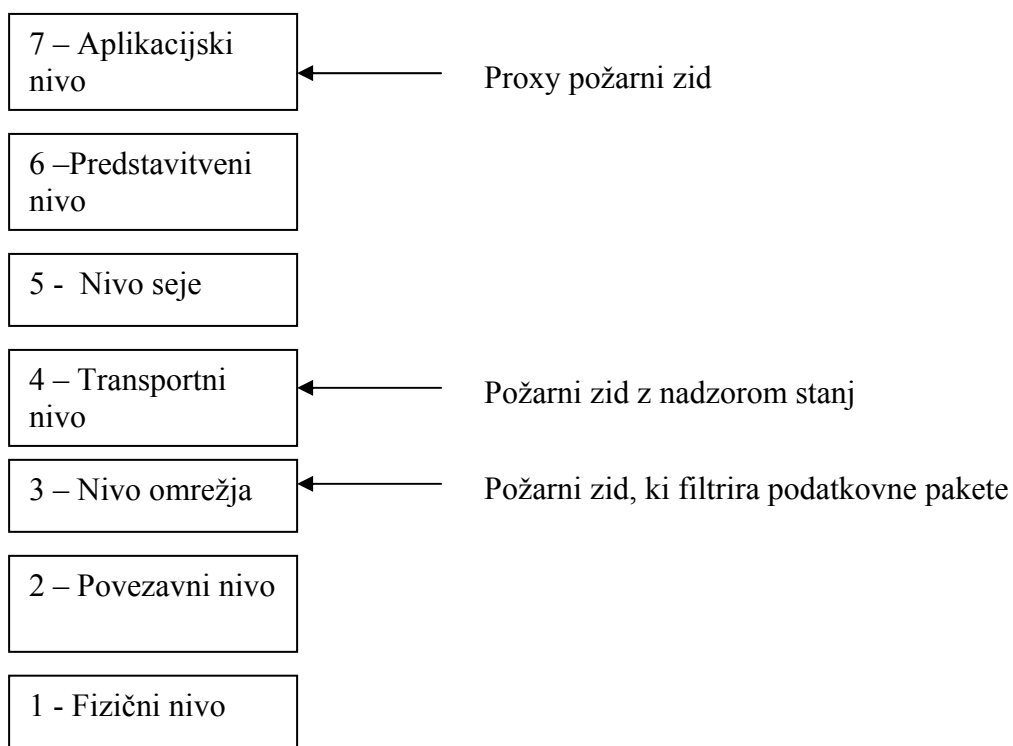 7 – Aplikacijski
nivo
Proxy požarni zid
6 –Predstavitveni
nivo
5 - Nivo seje
4 – Transportni
nivo
Požarni zid z nadzorom stanj
3 – Nivo omrežja
Požarni zid, ki filtrira podatkovne pakete
2 – Povezavni nivo
1 - Fizični nivo